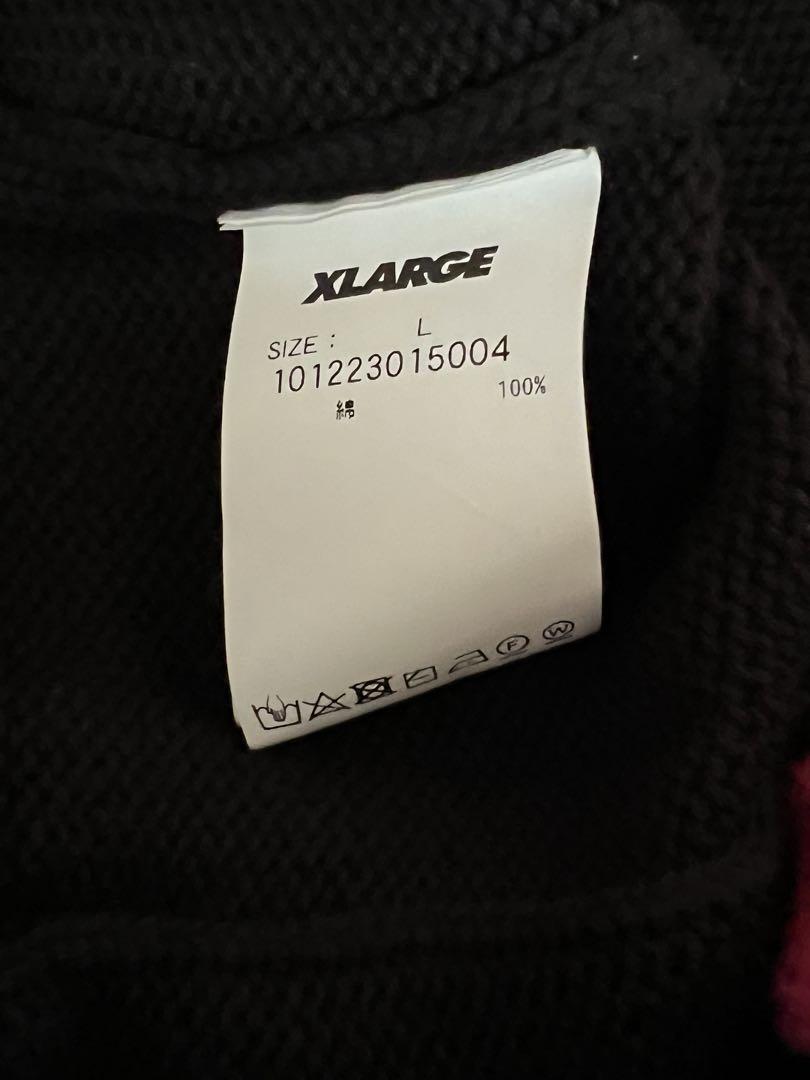 XLARGE
SIZE : L
101223015004
綿 100%
F W